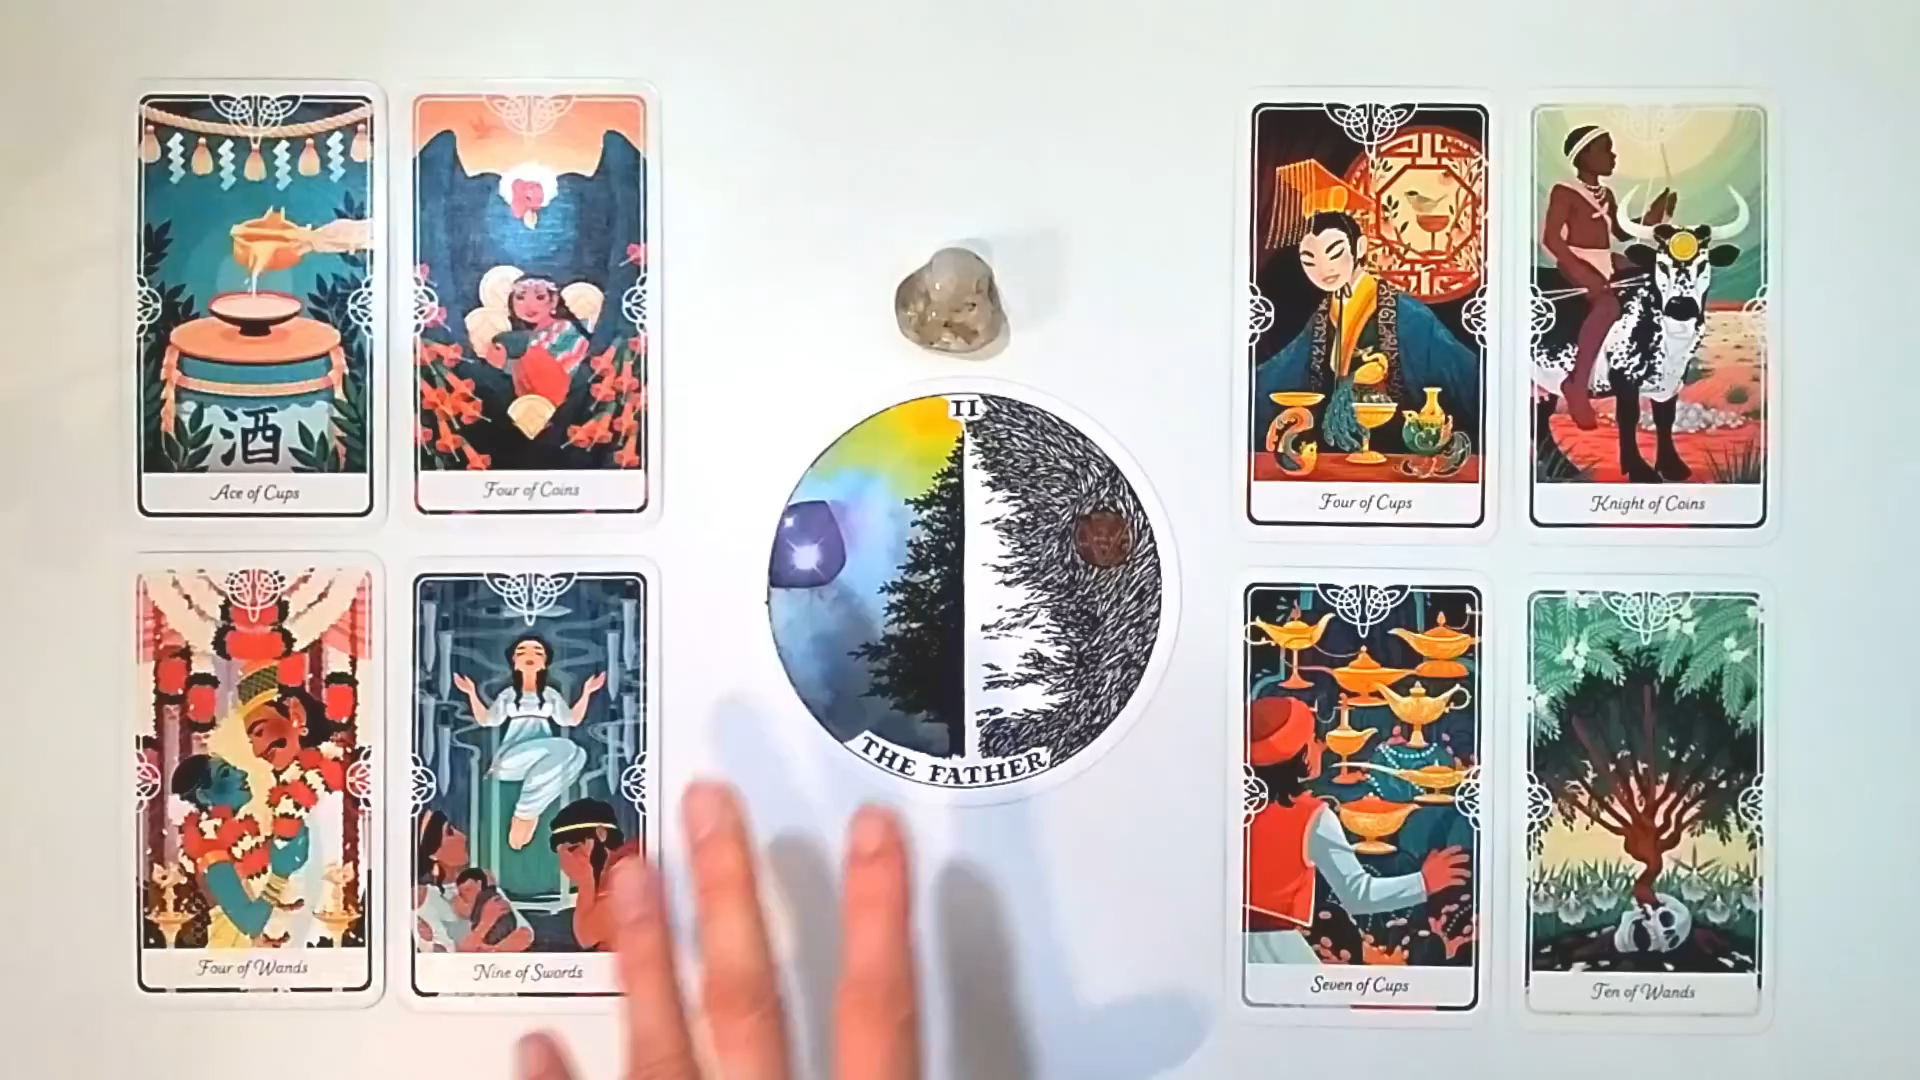 酒
Ace of Cups
Four of Coins
Four of Wands
Nine of Swords
II
THE FATHER
Four of Cups
Knight of Coins
Seven of Cups
Ten of Wands